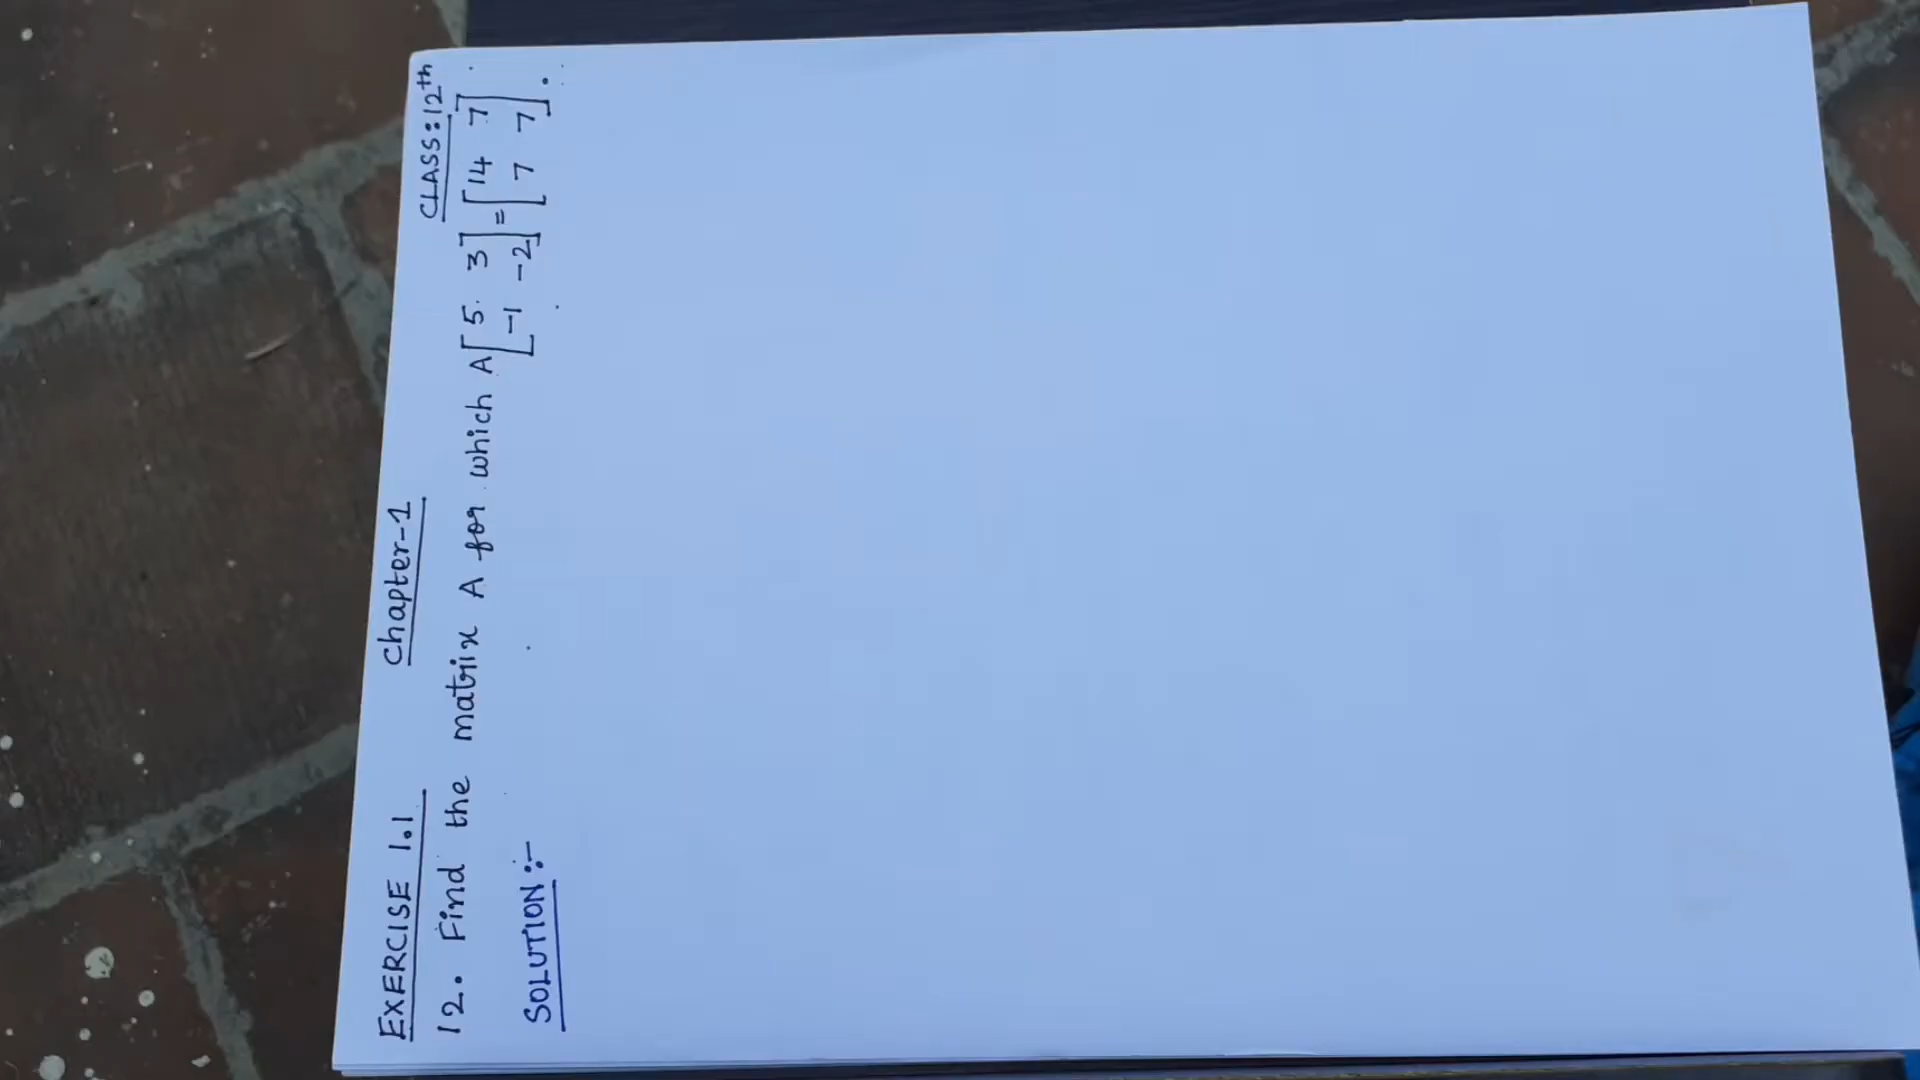 EXERCISE 1.1 Chapter-1 CLASS:12th
12. Find the matrix A for which A[5 3] = [14 7]
[-1 -2] [7 7].
SOLUTION:-